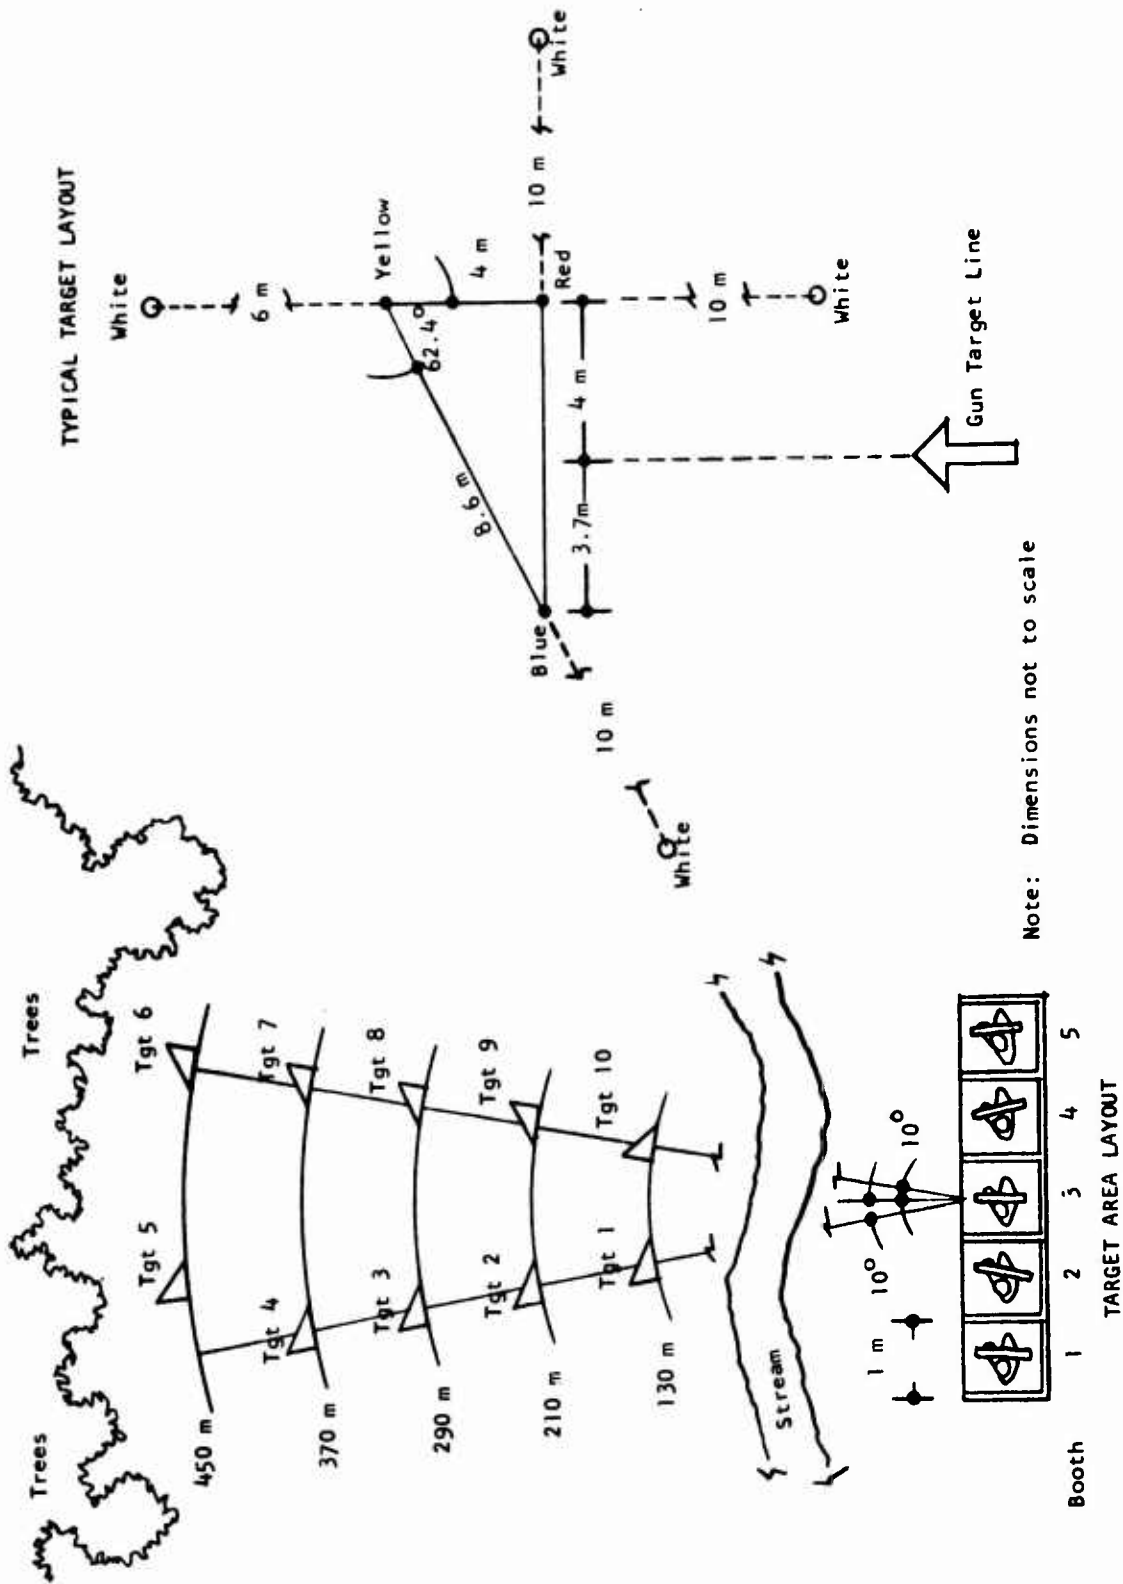 Trees
Trees
450 m
Tgt 5
Tgt 6
370 m
Tgt 4
Tgt 7
290 m
Tgt 3
Tgt 8
210 m
Tgt 2
Tgt 9
130 m
Tgt 1
Tgt 10
Stream
1 m
10°
10°
Booth
1
2
3
4
5
TARGET AREA LAYOUT
TYPICAL TARGET LAYOUT
White
6 m
Yellow
62.4°
8.6 m
4 m
Blue
Red
10 m
White
3.7m
4 m
10 m
White
10 m
White
Gun Target Line
Note: Dimensions not to scale